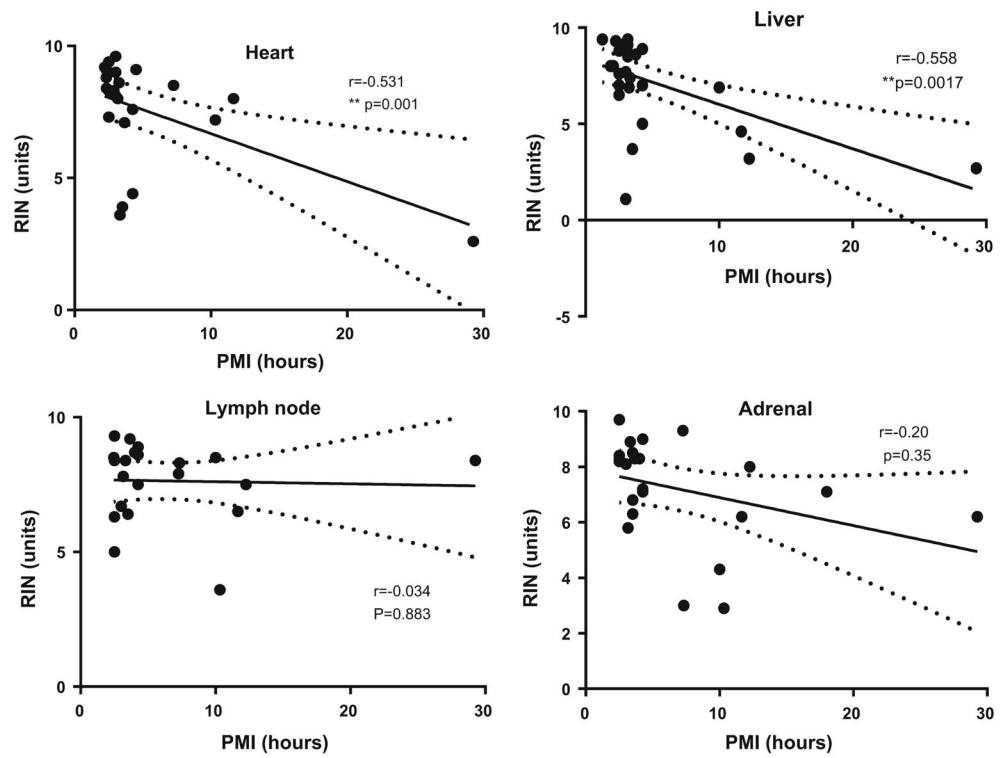 Heart
r=-0.531
** p=0.001
10
5
0
RIN (units)
0 10 20 30
PMI (hours)
Liver
r=-0.558
**p=0.0017
10
5
0
-5
RIN (units)
10 20 30
PMI (hours)
Lymph node
10
5
0
RIN (units)
r=-0.034
P=0.883
0 10 20 30
PMI (hours)
Adrenal
r=-0.20
p=0.35
10
8
6
4
2
0
RIN (units)
0 10 20 30
PMI (hours)